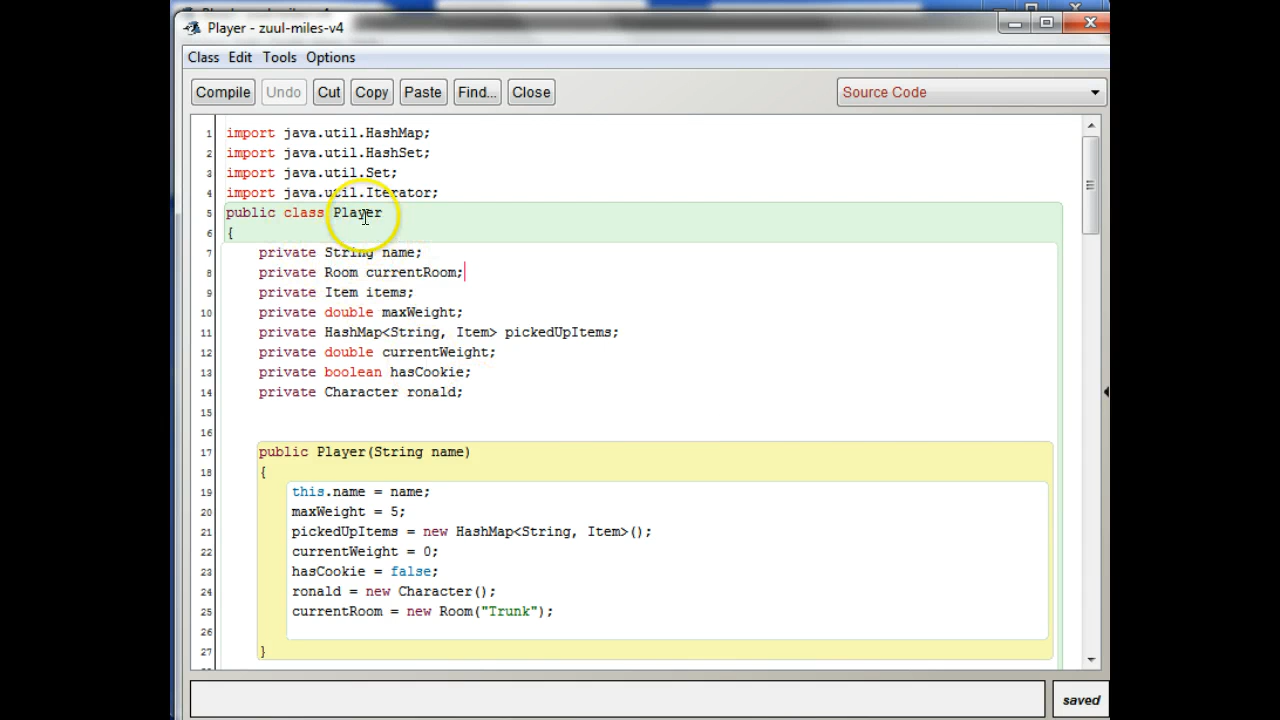 Player - zuul-miles-v4
Class Edit Tools Options
Compile Undo Cut Copy Paste Find... Close Source Code
1 import java.util.HashMap;
2 import java.util.HashSet;
3 import java.util.Set;
4 import java.util.Iterator;
5 public class Player
6 {
7 private String name;
8 private Room currentRoom;
9 private Item items;
10 private double maxWeight;
11 private HashMap<String, Item> pickedUpItems;
12 private double currentWeight;
13 private boolean hasCookie;
14 private Character ronald;
15
16
17 public Player(String name)
18 {
19 this.name = name;
20 maxWeight = 5;
21 pickedUpItems = new HashMap<String, Item>();
22 currentWeight = 0;
23 hasCookie = false;
24 ronald = new Character();
25 currentRoom = new Room("Trunk");
26
27 }
saved